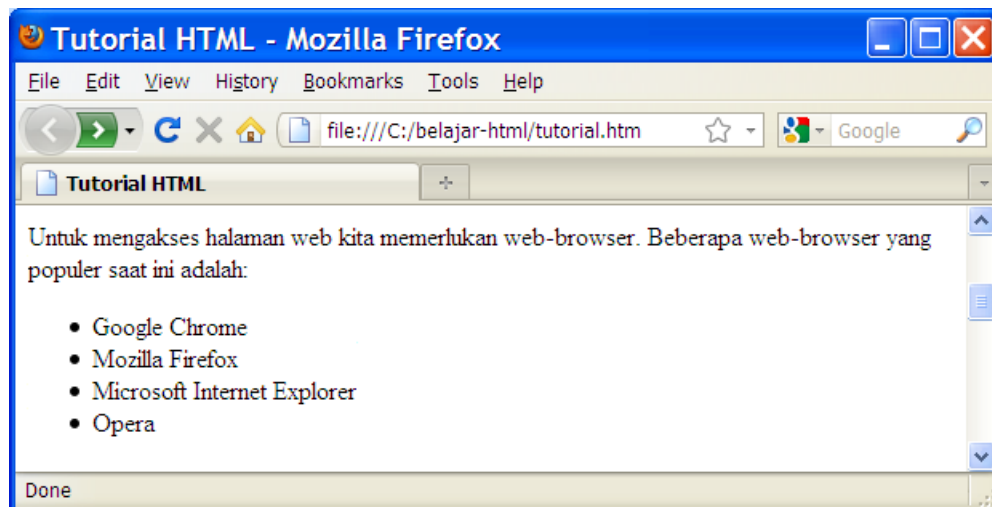 Tutorial HTML - Mozilla Firefox
File Edit View History Bookmarks Tools Help
file:///C:/belajar-html/tutorial.htm Google
Tutorial HTML
Untuk mengakses halaman web kita memerlukan web-browser. Beberapa web-browser yang
populer saat ini adalah:
Google Chrome
Mozilla Firefox
Microsoft Internet Explorer
Opera
Done